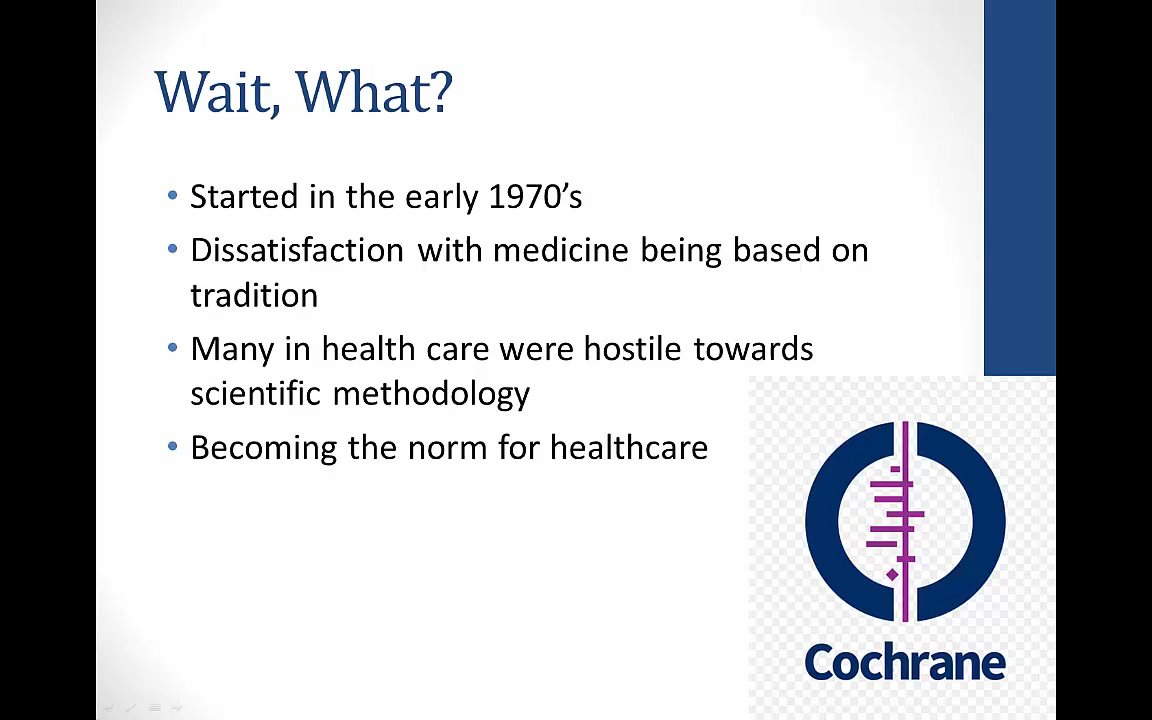 Wait, What?
• Started in the early 1970’s
• Dissatisfaction with medicine being based on
tradition
• Many in health care were hostile towards
scientific methodology
• Becoming the norm for healthcare
Cochrane